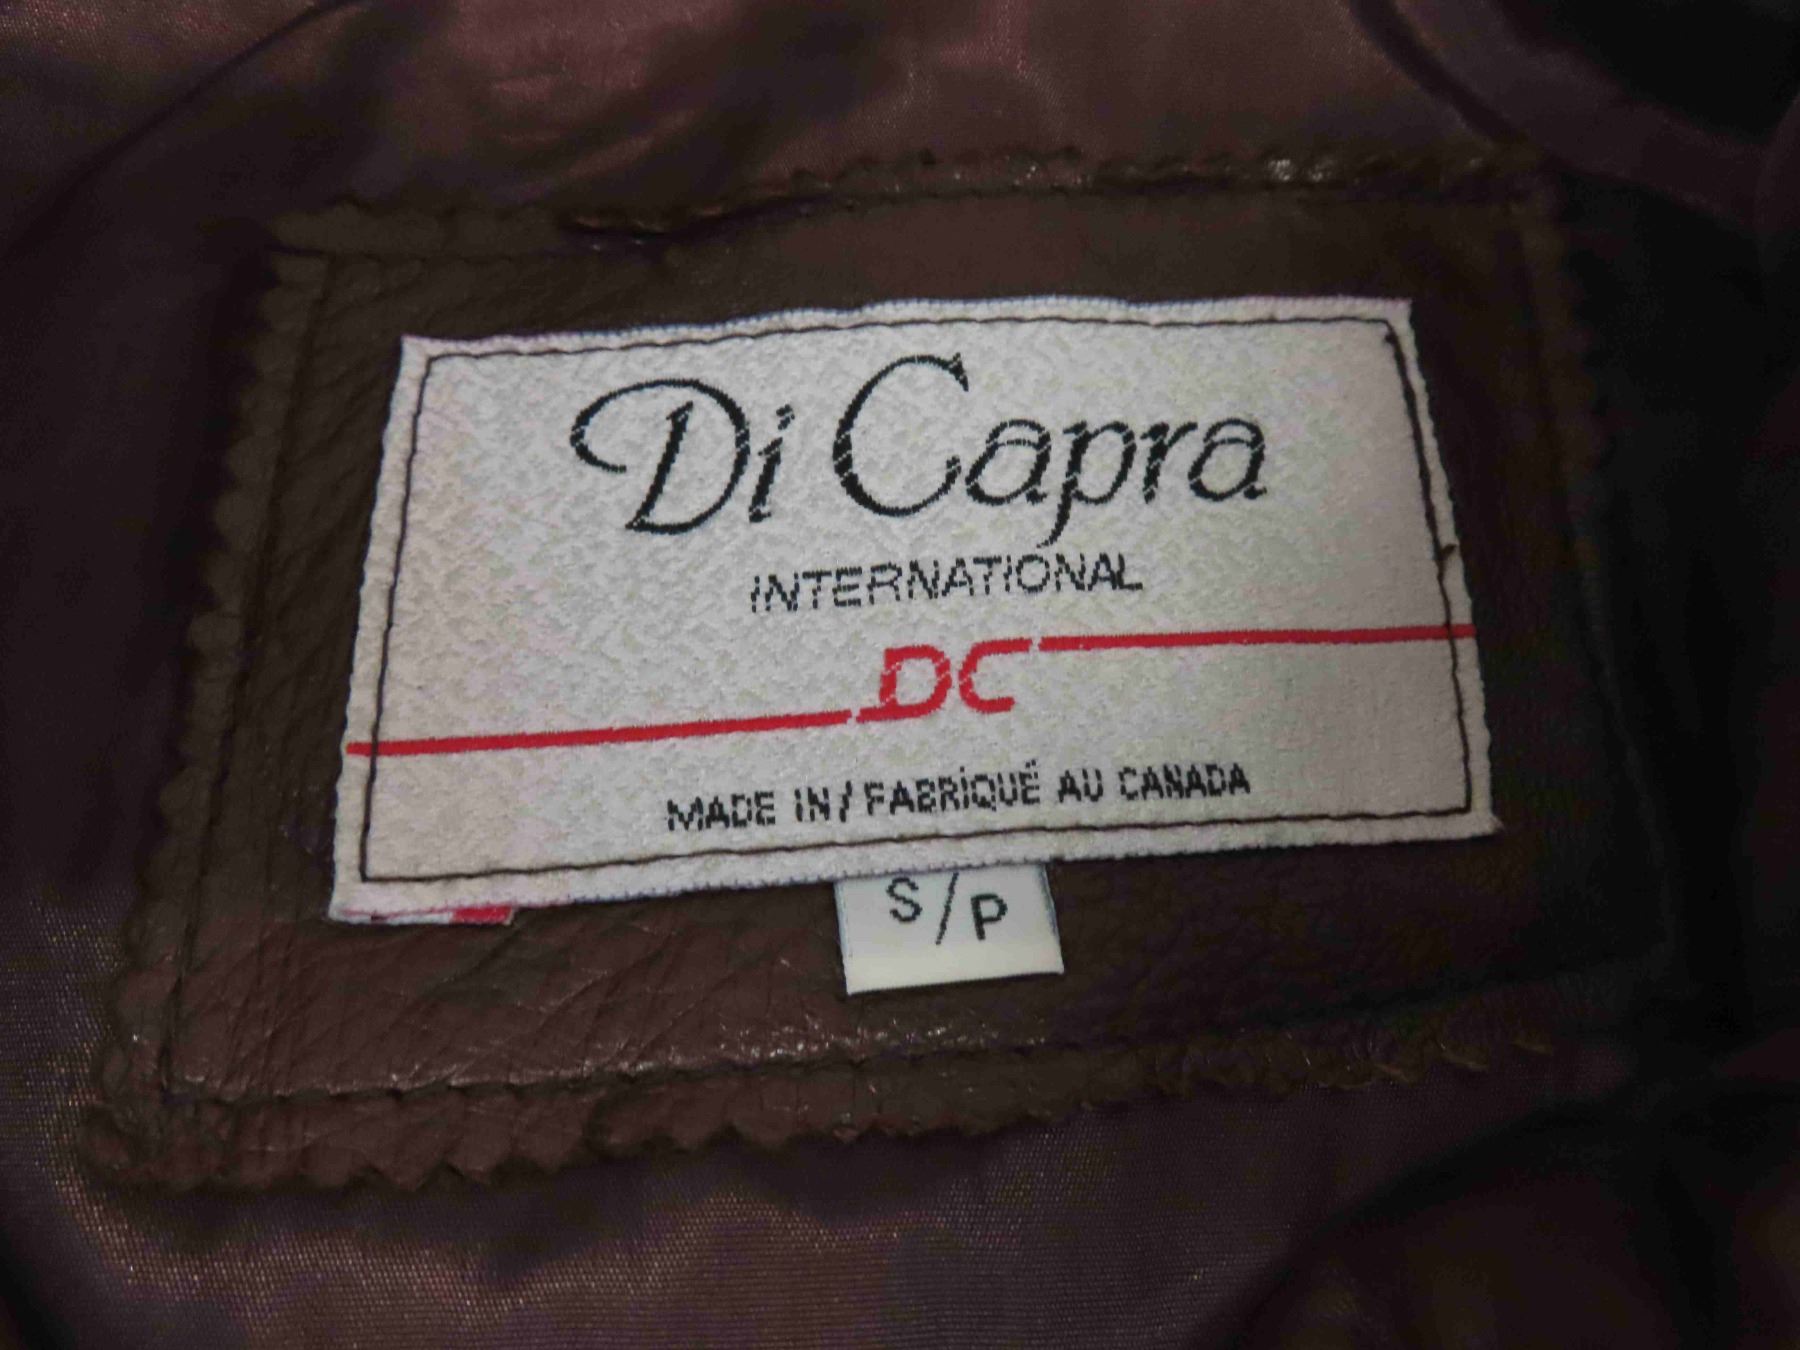 Di Capra
INTERNATIONAL
DC
MADE IN / FABRIQUÉ AU CANADA
S/P